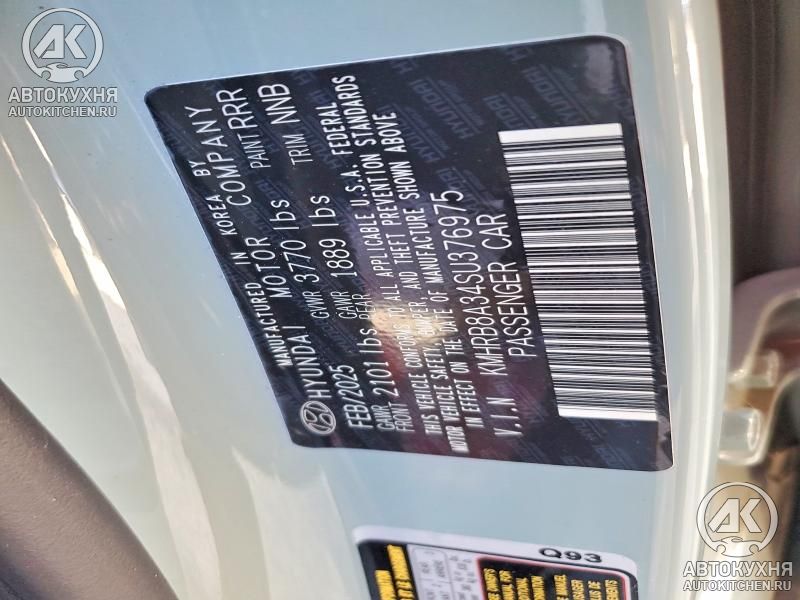 AK
АВТОКУХНЯ
AUTOKITCHEN.RU
MANUFACTURED IN KOREA BY
HYUNDAI MOTOR COMPANY
FEB/2025 GVWR 3770 lbs PAINT RRR
GAWR FRONT 2101 lbs GAWR REAR 1889 lbs TRIM NNB
THIS VEHICLE CONFORMS TO ALL APPLICABLE U.S.A. FEDERAL
MOTOR VEHICLE SAFETY, BUMPER, AND THEFT PREVENTION STANDARDS
IN EFFECT ON THE DATE OF MANUFACTURE SHOWN ABOVE
V.I.N KMHRB8A34SU376975
PASSENGER CAR
Q93
AK
АВТОКУХНЯ
AUTOKITCHEN.RU